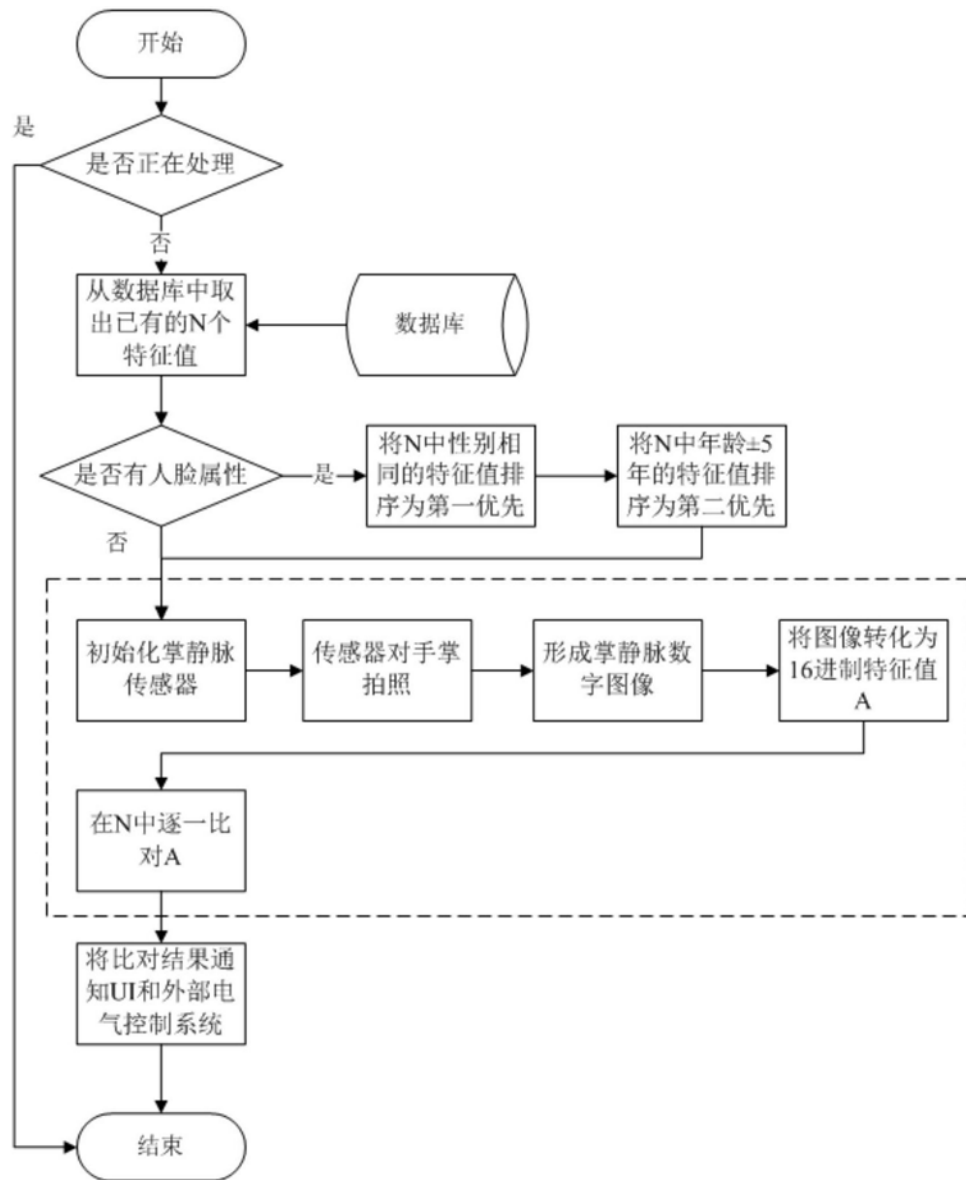 开始
是
是否正在处理
否
从数据库中取
出已有的N个
特征值
数据库
是否有人脸属性
是
将N中性别相
同的特征值排
序为第一优先
将N中年龄±5
年的特征值排
序为第二优先
否
初始化掌静脉
传感器
传感器对手掌
拍照
形成掌静脉数
字图像
将图像转化为
16进制特征值
A
在N中逐一比
对A
将比对结果通
知UI和外部电
气控制系统
结束